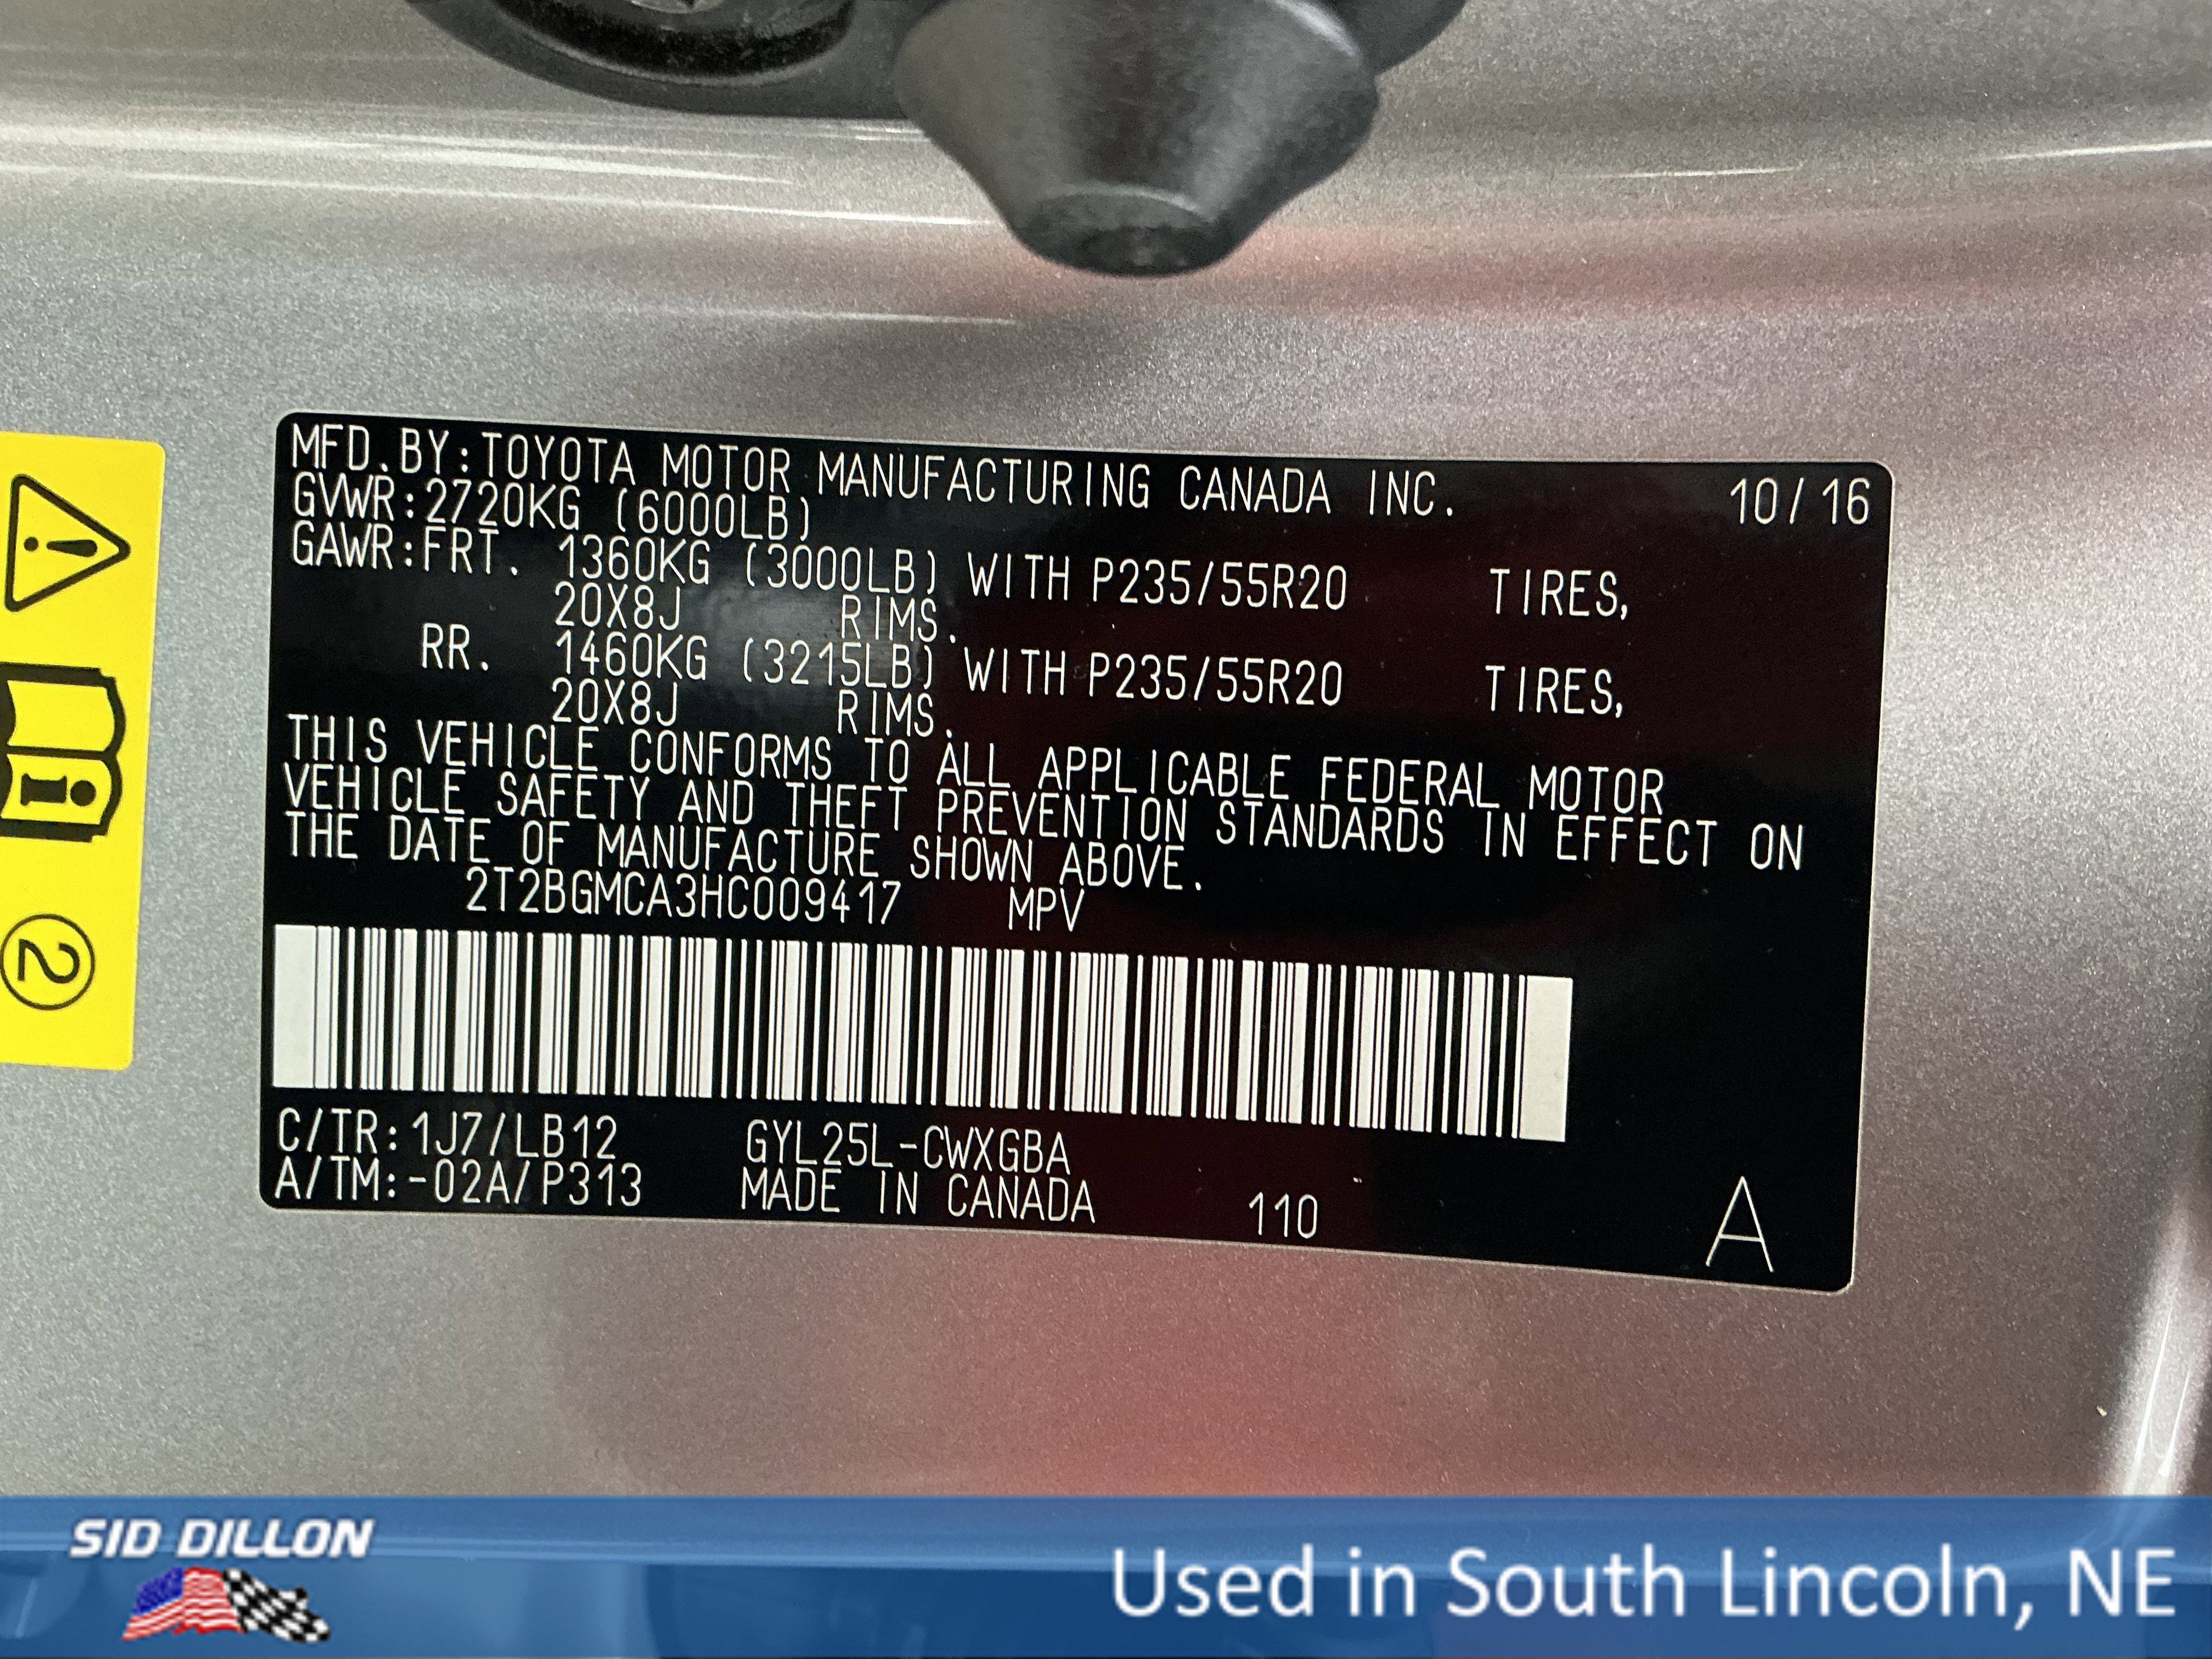 MFD.BY:TOYOTA MOTOR MANUFACTURING CANADA INC. 10/16
GVWR:2720KG (6000LB)
GAWR:FRT. 1360KG (3000LB) WITH P235/55R20 TIRES,
20X8J RIMS.
RR. 1460KG (3215LB) WITH P235/55R20 TIRES,
20X8J RIMS.
THIS VEHICLE CONFORMS TO ALL APPLICABLE FEDERAL MOTOR
VEHICLE SAFETY AND THEFT PREVENTION STANDARDS IN EFFECT ON
THE DATE OF MANUFACTURE SHOWN ABOVE.
2T2BGMCA3HC009417 MPV
C/TR:1J7/LB12 GYL25L-CWXGBA
A/TM:-02A/P313 MADE IN CANADA 110 A
2
SID DILLON
Used in South Lincoln, NE